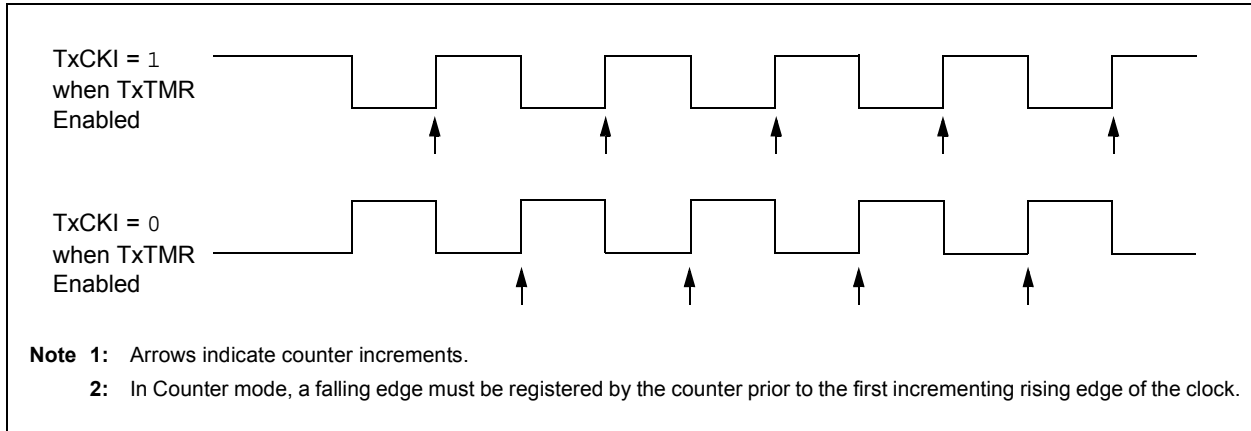 TxCKI = 1
when TxTMR
Enabled
TxCKI = 0
when TxTMR
Enabled
Note 1: Arrows indicate counter increments.
2: In Counter mode, a falling edge must be registered by the counter prior to the first incrementing rising edge of the clock.